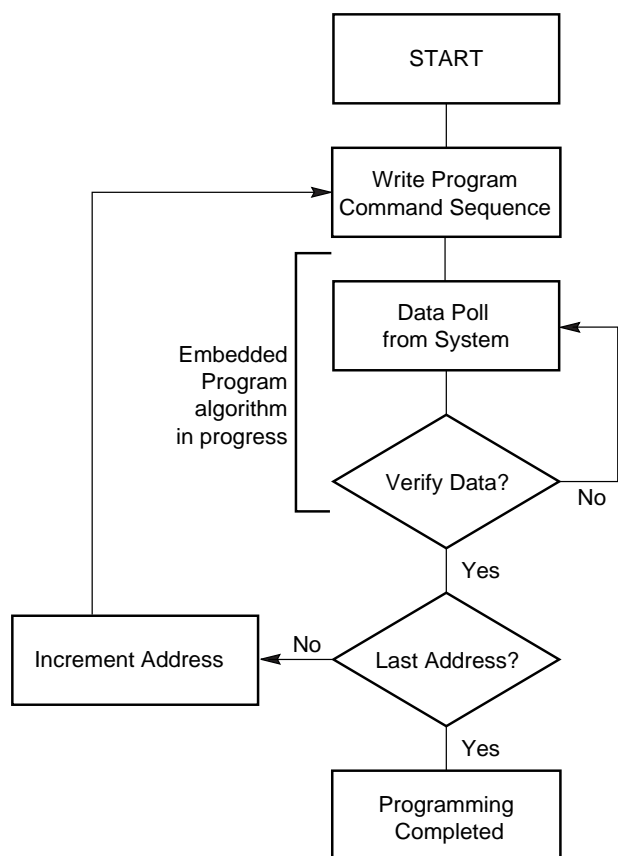 START
Write Program
Command Sequence
Data Poll
from System
Embedded
Program
algorithm
in progress
Verify Data?
No
Yes
Increment Address
No
Last Address?
Yes
Programming
Completed